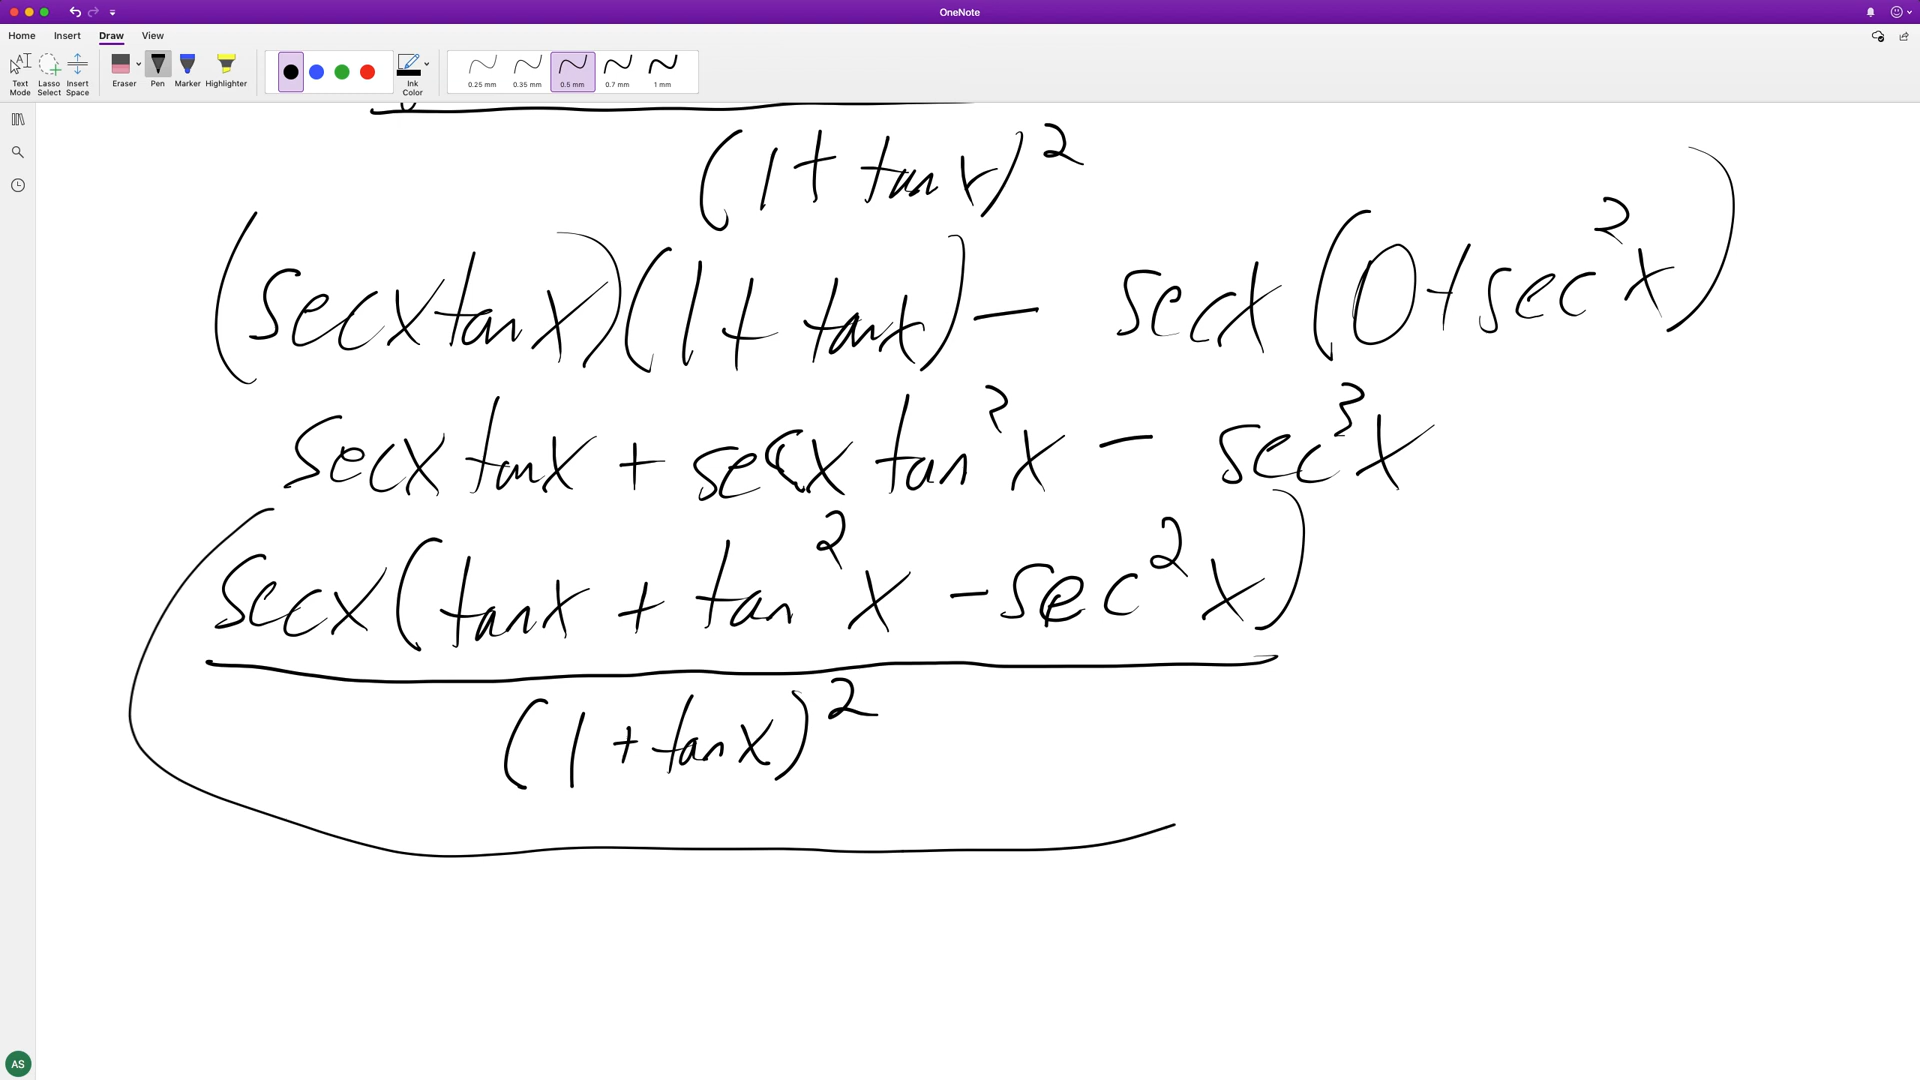 OneNote
Home Insert Draw View
Text Mode Lasso Select Insert Space Eraser Pen Marker Highlighter Ink Color 0.25 mm 0.35 mm 0.5 mm 0.7 mm 1 mm
(1 + tan x)²
(secx tanx)(1 + tanx) - secx (0 + sec²x)
secx tanx + secx tan²x - sec³x
secx(tanx + tan²x - sec²x)
(1 + tanx)²
AS